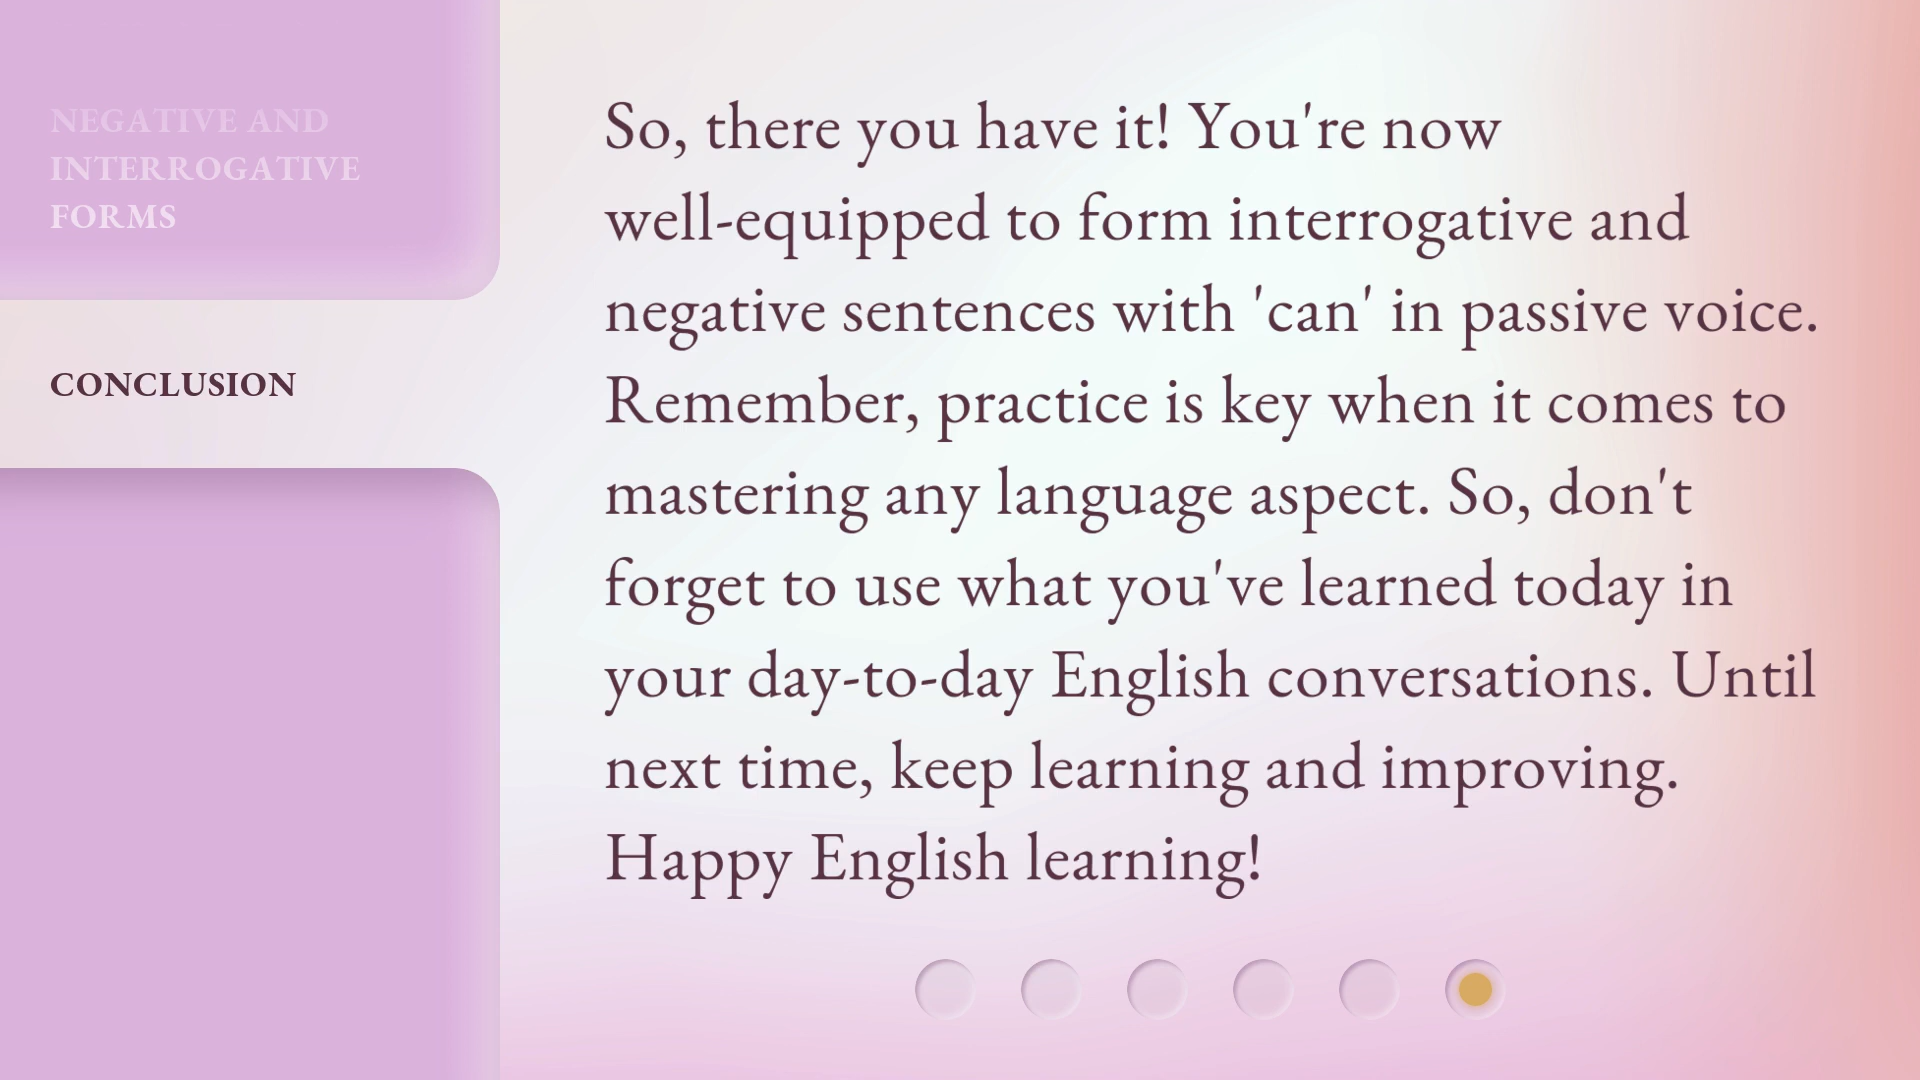 NEGATIVE AND
INTERROGATIVE
FORMS
CONCLUSION
So, there you have it! You're now
well-equipped to form interrogative and
negative sentences with 'can' in passive voice.
Remember, practice is key when it comes to
mastering any language aspect. So, don't
forget to use what you've learned today in
your day-to-day English conversations. Until
next time, keep learning and improving.
Happy English learning!